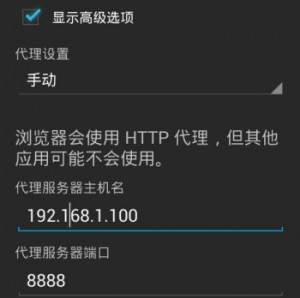 显示高级选项
代理设置
手动
浏览器会使用 HTTP 代理，但其他
应用可能不会使用。
代理服务器主机名
192.168.1.100
代理服务器端口
8888